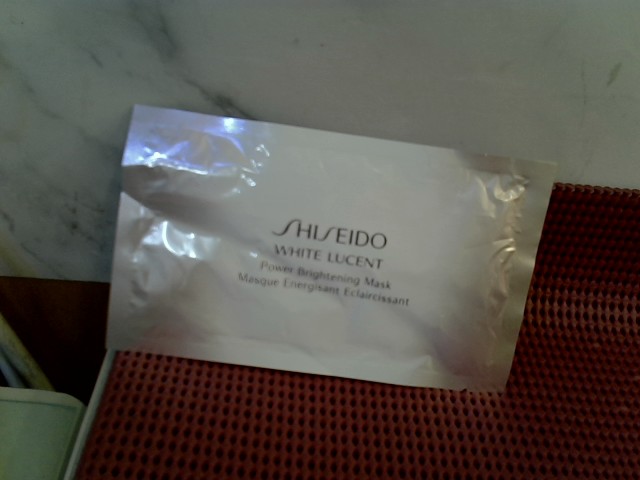 SHISEIDO
WHITE LUCENT
Power Brightening Mask
Masque Energisant Eclaircissant